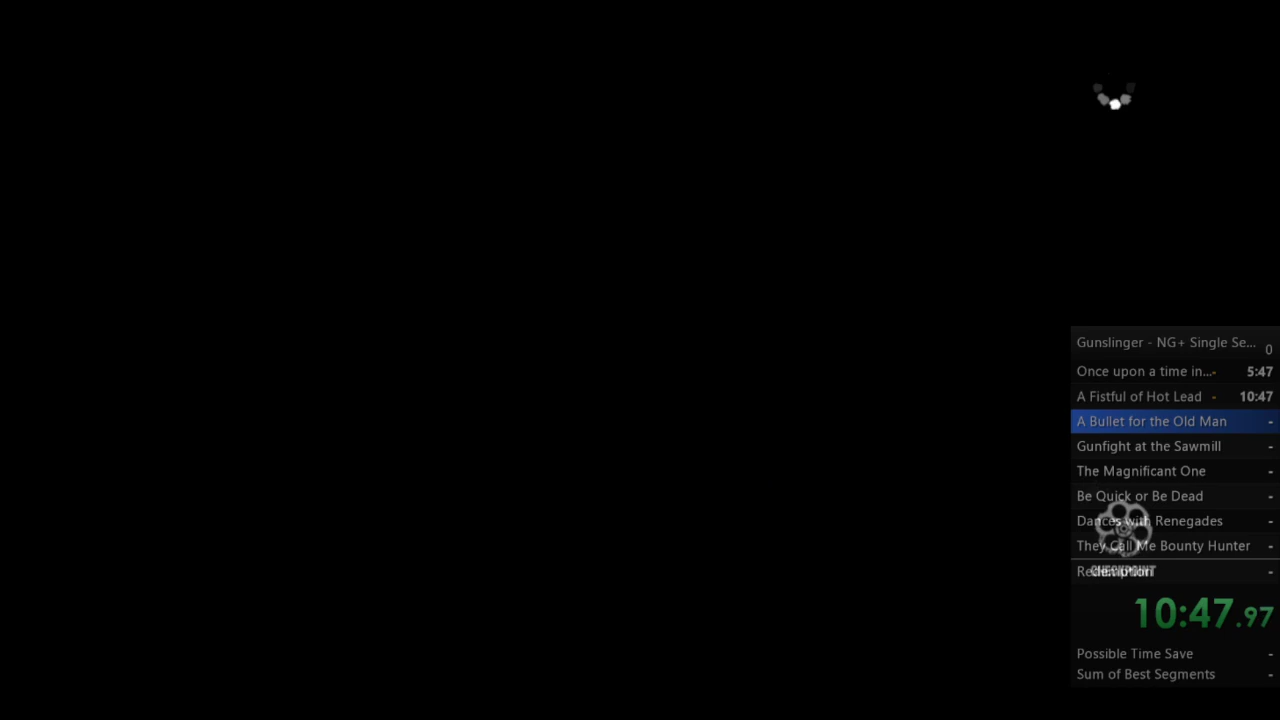 Gunslinger - NG+ Single Se...
0
Once upon a time in...- 5:47
A Fistful of Hot Lead - 10:47
A Bullet for the Old Man -
Gunfight at the Sawmill -
The Magnificant One -
Be Quick or Be Dead -
Dances with Renegades -
They Call Me Bounty Hunter -
Redemption -
CHECKPOINT
10:47.97
Possible Time Save -
Sum of Best Segments -